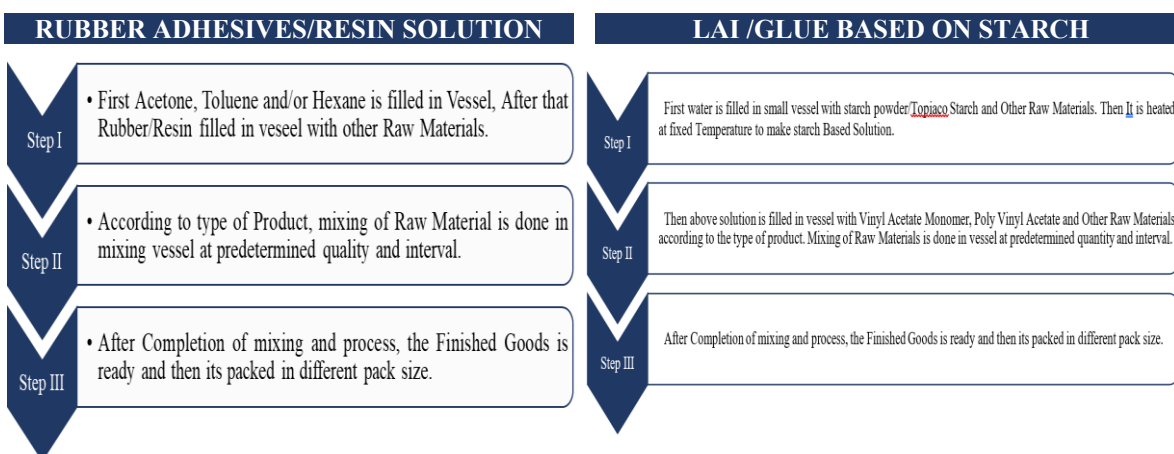 RUBBER ADHESIVES/RESIN SOLUTION
Step I
• First Acetone, Toluene and/or Hexane is filled in Vessel, After that
Rubber/Resin filled in veseel with other Raw Materials.
Step II
• According to type of Product, mixing of Raw Material is done in
mixing vessel at predetermined quality and interval.
Step III
• After Completion of mixing and process, the Finished Goods is
ready and then its packed in different pack size.
LAI /GLUE BASED ON STARCH
Step I
First water is filled in small vessel with starch powder/Topiaco Starch and Other Raw Materials. Then It is heated
at fixed Temperature to make starch Based Solution.
Step II
Then above solution is filled in vessel with Vinyl Acetate Monomer, Poly Vinyl Acetate and Other Raw Materials
according to the type of product. Mixing of Raw Materials is done in vessel at predetermined quantity and interval.
Step III
After Completion of mixing and process, the Finished Goods is ready and then its packed in different pack size.